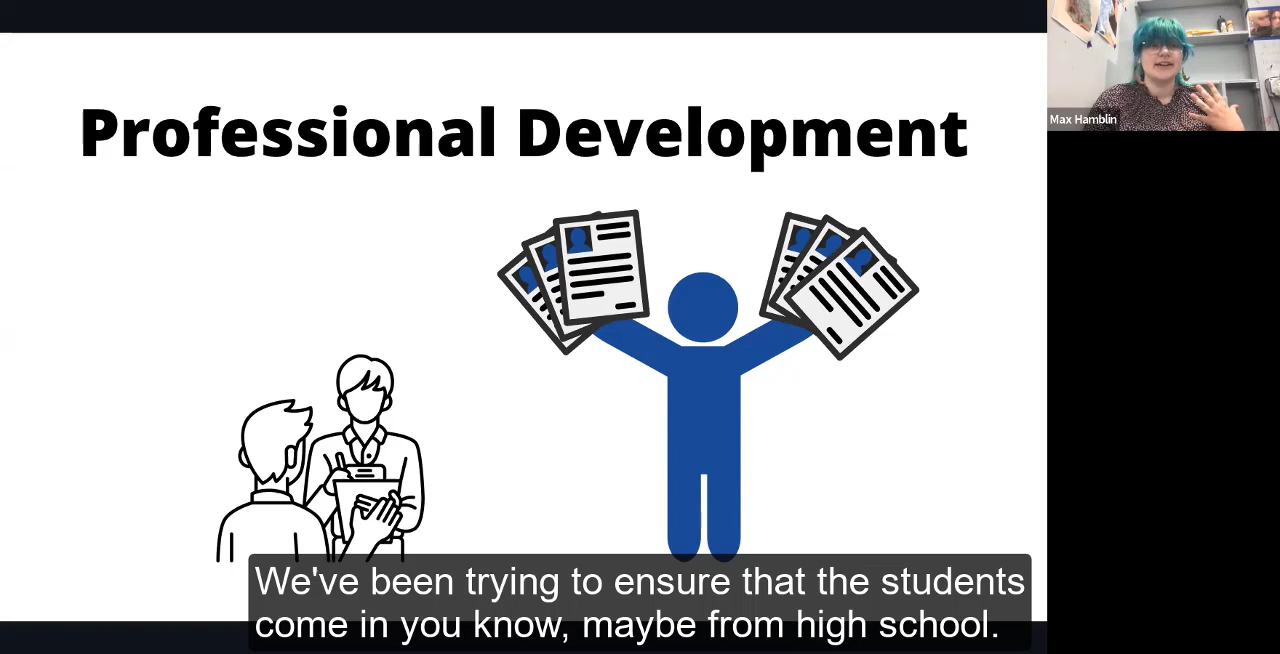 Professional Development
Max Hamblin
We've been trying to ensure that the students
come in you know, maybe from high school.